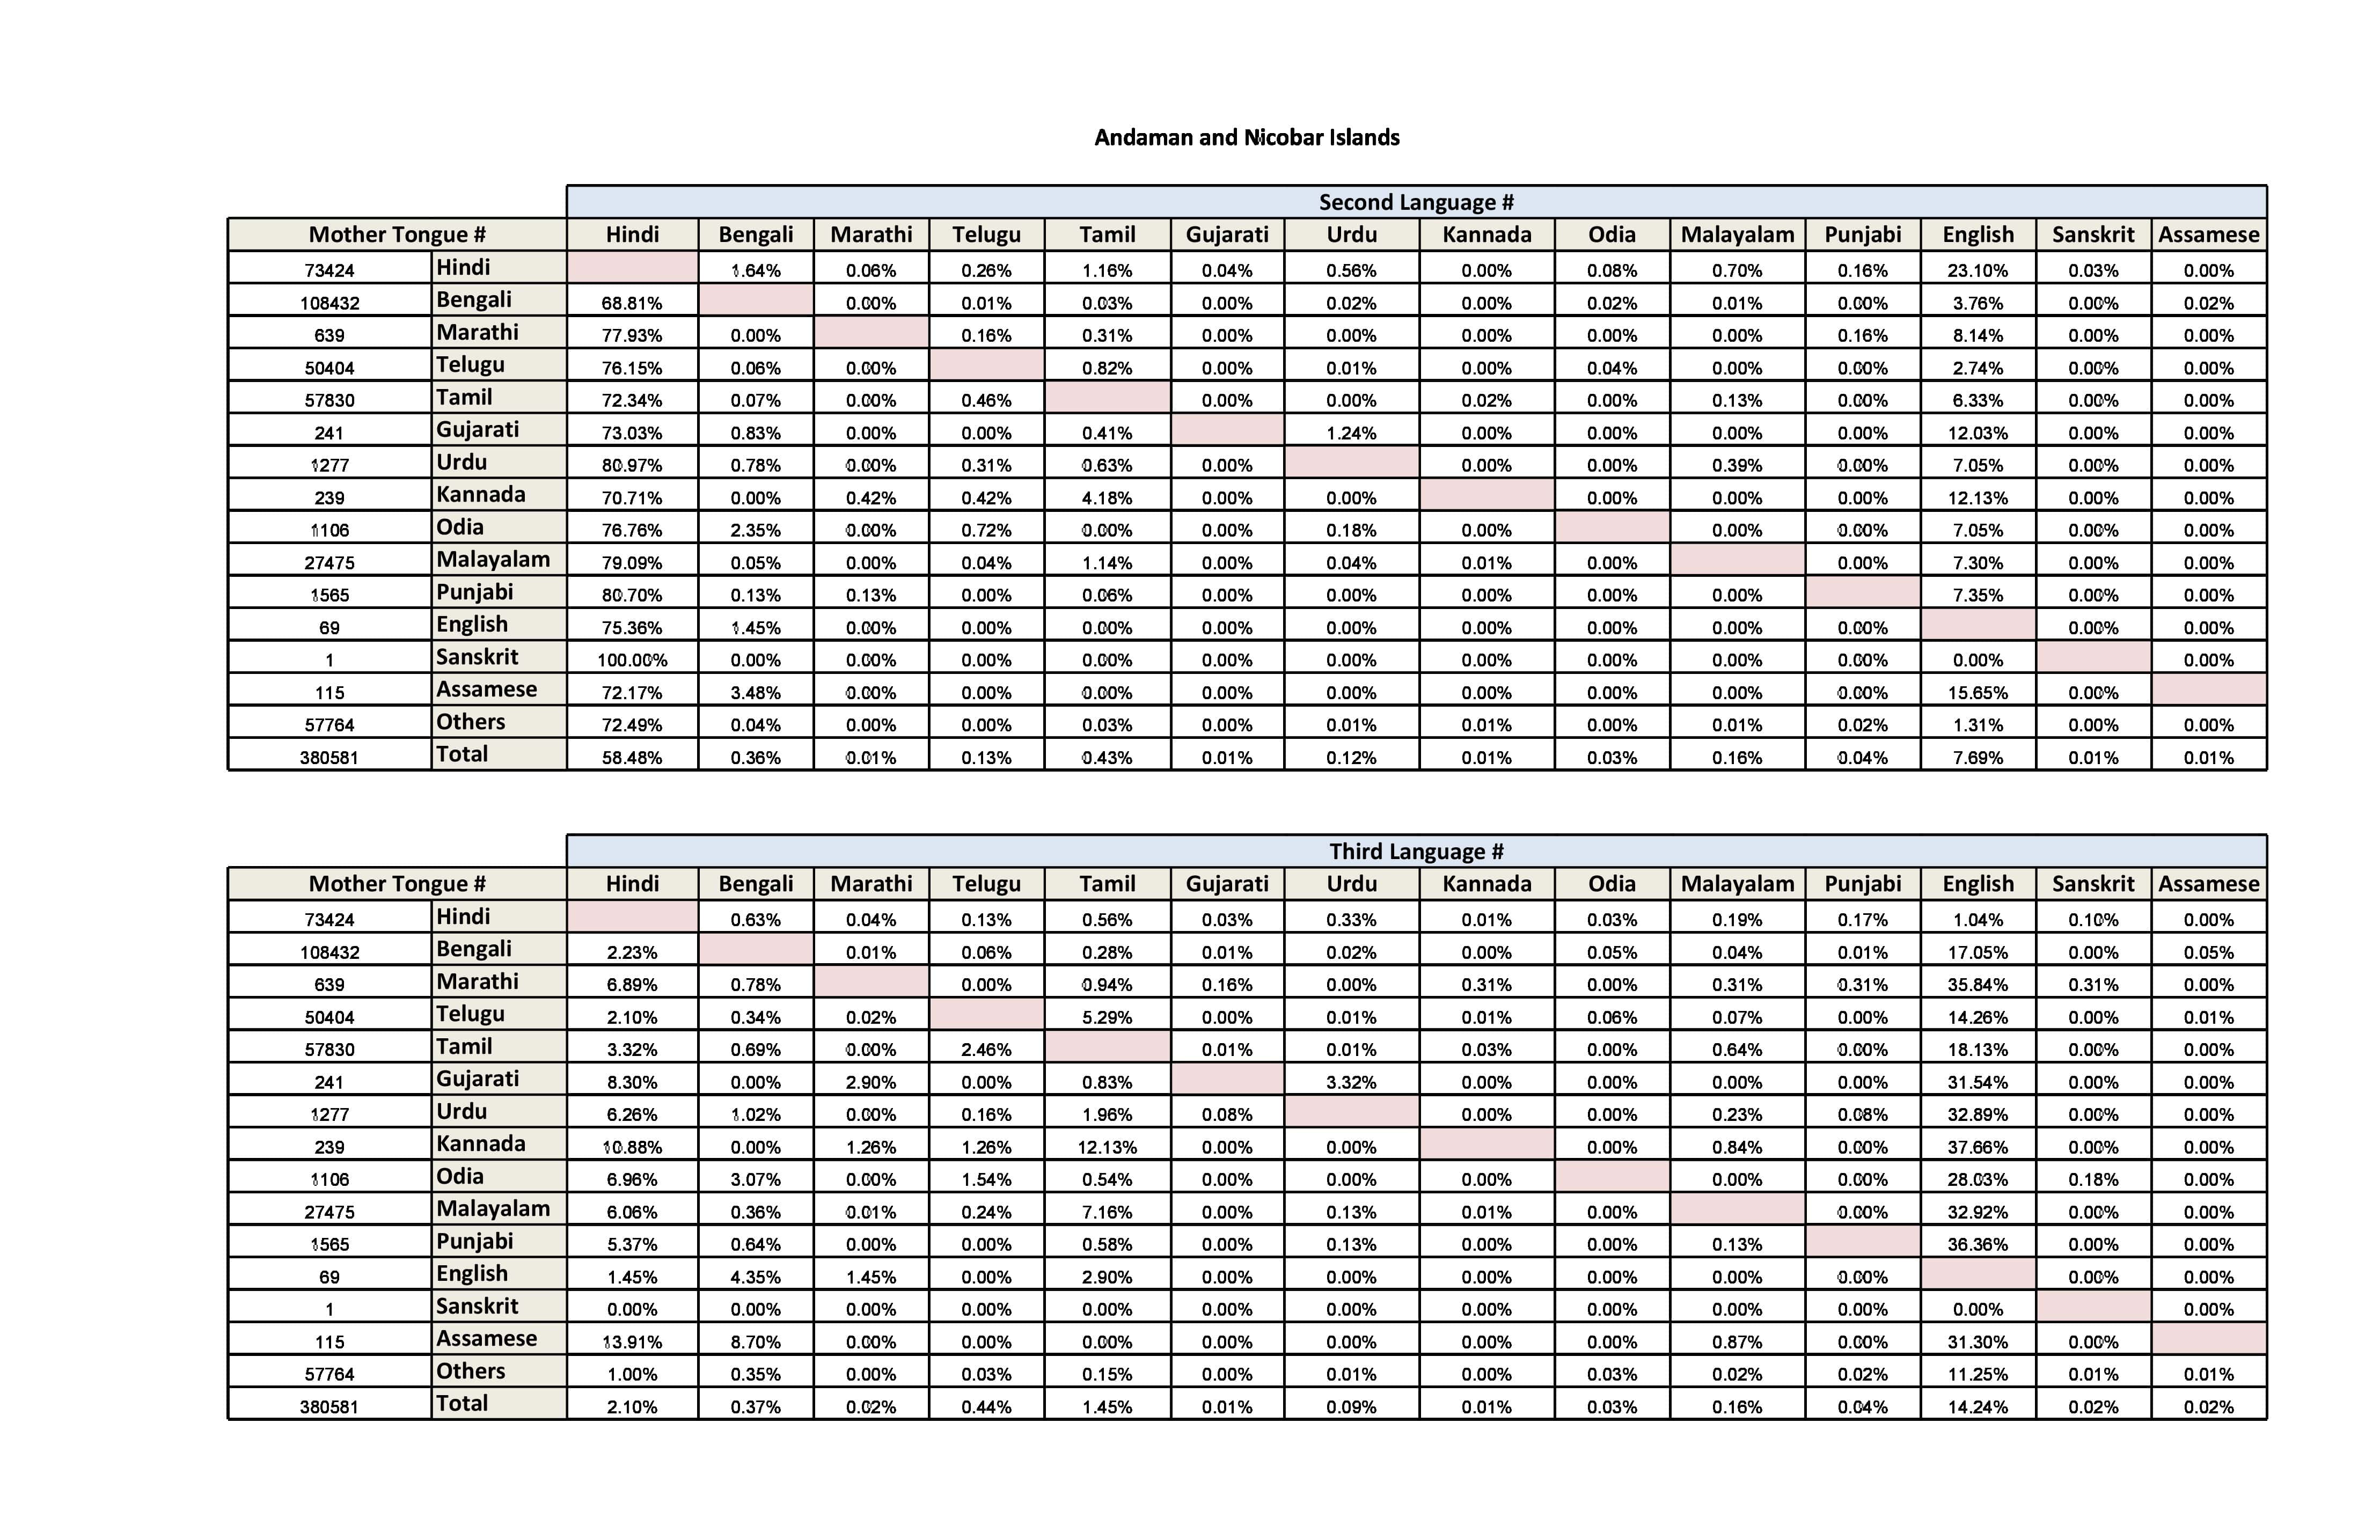 Andaman and Nicobar Islands
Second Language #
Mother Tongue # Hindi Bengali Marathi Telugu Tamil Gujarati Urdu Kannada Odia Malayalam Punjabi English Sanskrit Assamese
73424 Hindi 1.64% 0.06% 0.26% 1.16% 0.04% 0.56% 0.00% 0.08% 0.70% 0.16% 23.10% 0.03% 0.00%
108432 Bengali 68.81% 0.00% 0.01% 0.03% 0.00% 0.02% 0.00% 0.02% 0.01% 0.00% 3.76% 0.00% 0.02%
639 Marathi 77.93% 0.00% 0.16% 0.31% 0.00% 0.00% 0.00% 0.00% 0.00% 0.16% 8.14% 0.00% 0.00%
50404 Telugu 76.15% 0.06% 0.00% 0.82% 0.00% 0.01% 0.00% 0.04% 0.00% 0.00% 2.74% 0.00% 0.00%
57830 Tamil 72.34% 0.07% 0.00% 0.46% 0.00% 0.00% 0.02% 0.00% 0.13% 0.00% 6.33% 0.00% 0.00%
241 Gujarati 73.03% 0.83% 0.00% 0.00% 0.41% 1.24% 0.00% 0.00% 0.00% 0.00% 12.03% 0.00% 0.00%
1277 Urdu 80.97% 0.78% 0.00% 0.31% 0.63% 0.00% 0.00% 0.00% 0.39% 0.00% 7.05% 0.00% 0.00%
239 Kannada 70.71% 0.00% 0.42% 0.42% 4.18% 0.00% 0.00% 0.00% 0.00% 0.00% 12.13% 0.00% 0.00%
1106 Odia 76.76% 2.35% 0.00% 0.72% 0.00% 0.00% 0.18% 0.00% 0.00% 0.00% 7.05% 0.00% 0.00%
27475 Malayalam 79.09% 0.05% 0.00% 0.04% 1.14% 0.00% 0.04% 0.01% 0.00% 0.00% 7.30% 0.00% 0.00%
1565 Punjabi 80.70% 0.13% 0.13% 0.00% 0.06% 0.00% 0.00% 0.00% 0.00% 0.00% 7.35% 0.00% 0.00%
69 English 75.36% 1.45% 0.00% 0.00% 0.00% 0.00% 0.00% 0.00% 0.00% 0.00% 0.00% 0.00% 0.00%
1 Sanskrit 100.00% 0.00% 0.00% 0.00% 0.00% 0.00% 0.00% 0.00% 0.00% 0.00% 0.00% 0.00% 0.00%
115 Assamese 72.17% 3.48% 0.00% 0.00% 0.00% 0.00% 0.00% 0.00% 0.00% 0.00% 0.00% 15.65% 0.00%
57764 Others 72.49% 0.04% 0.00% 0.00% 0.03% 0.00% 0.01% 0.01% 0.00% 0.01% 0.02% 1.31% 0.00% 0.00%
380581 Total 58.48% 0.36% 0.01% 0.13% 0.43% 0.01% 0.12% 0.01% 0.03% 0.16% 0.04% 7.69% 0.01% 0.01%
Third Language #
Mother Tongue # Hindi Bengali Marathi Telugu Tamil Gujarati Urdu Kannada Odia Malayalam Punjabi English Sanskrit Assamese
73424 Hindi 0.63% 0.04% 0.13% 0.56% 0.03% 0.33% 0.01% 0.03% 0.19% 0.17% 1.04% 0.10% 0.00%
108432 Bengali 2.23% 0.01% 0.06% 0.28% 0.01% 0.02% 0.00% 0.05% 0.04% 0.01% 17.05% 0.00% 0.05%
639 Marathi 6.89% 0.78% 0.00% 0.94% 0.16% 0.00% 0.31% 0.00% 0.31% 0.31% 35.84% 0.31% 0.00%
50404 Telugu 2.10% 0.34% 0.02% 5.29% 0.00% 0.01% 0.01% 0.06% 0.07% 0.00% 14.26% 0.00% 0.01%
57830 Tamil 3.32% 0.69% 0.00% 2.46% 0.01% 0.01% 0.03% 0.00% 0.64% 0.00% 18.13% 0.00% 0.00%
241 Gujarati 8.30% 0.00% 2.90% 0.00% 0.83% 3.32% 0.00% 0.00% 0.00% 0.00% 31.54% 0.00% 0.00%
1277 Urdu 6.26% 1.02% 0.00% 0.16% 1.96% 0.08% 0.00% 0.00% 0.23% 0.08% 32.89% 0.00% 0.00%
239 Kannada 10.88% 0.00% 1.26% 1.26% 12.13% 0.00% 0.00% 0.00% 0.84% 0.00% 37.66% 0.00% 0.00%
1106 Odia 6.96% 3.07% 0.00% 1.54% 0.54% 0.00% 0.00% 0.00% 0.00% 0.00% 28.03% 0.18% 0.00%
27475 Malayalam 6.06% 0.36% 0.01% 0.24% 7.16% 0.00% 0.13% 0.01% 0.00% 0.00% 32.92% 0.00% 0.00%
1565 Punjabi 5.37% 0.64% 0.00% 0.00% 0.58% 0.00% 0.13% 0.00% 0.00% 0.13% 36.36% 0.00% 0.00%
69 English 1.45% 4.35% 1.45% 0.00% 2.90% 0.00% 0.00% 0.00% 0.00% 0.00% 0.00% 0.00% 0.00%
1 Sanskrit 0.00% 0.00% 0.00% 0.00% 0.00% 0.00% 0.00% 0.00% 0.00% 0.00% 0.00% 0.00% 0.00%
115 Assamese 13.91% 8.70% 0.00% 0.00% 0.00% 0.00% 0.00% 0.00% 0.00% 0.87% 0.00% 31.30% 0.00%
57764 Others 1.00% 0.35% 0.00% 0.03% 0.15% 0.00% 0.01% 0.00% 0.03% 0.02% 0.02% 11.25% 0.01% 0.01%
380581 Total 2.10% 0.37% 0.02% 0.44% 1.45% 0.01% 0.09% 0.01% 0.03% 0.16% 0.04% 14.24% 0.02% 0.02%